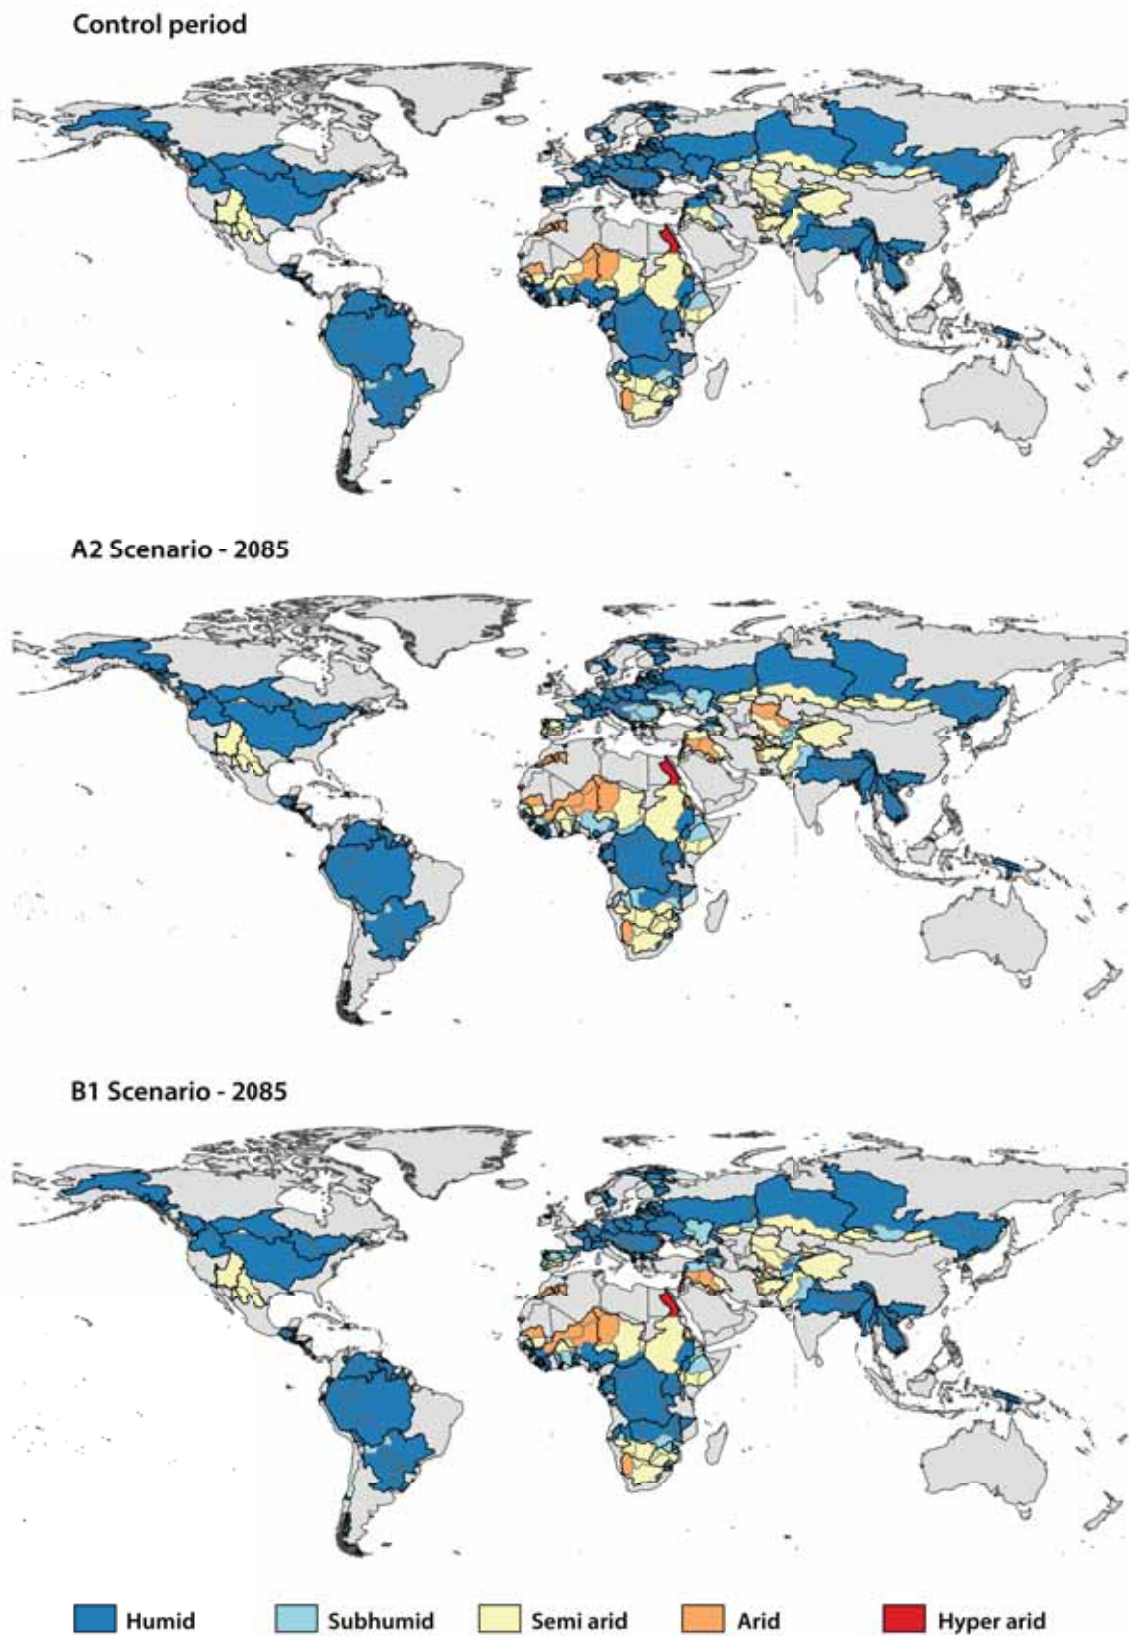 Control period
A2 Scenario - 2085
B1 Scenario - 2085
Humid Subhumid Semi arid Arid Hyper arid